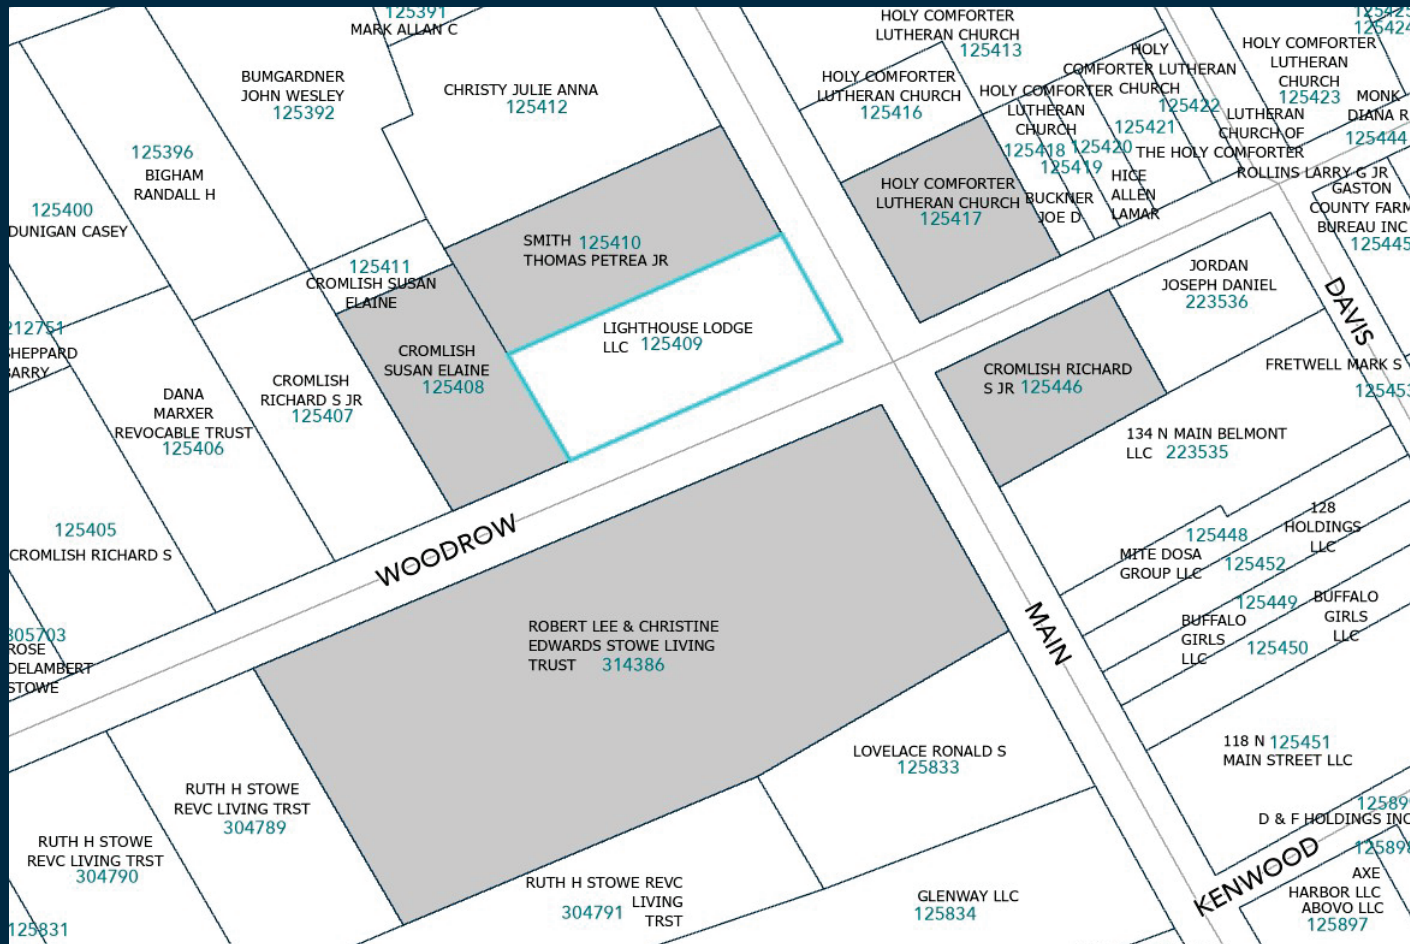 125391
MARK ALLAN C
BUMGARDNER
JOHN WESLEY
125392
CHRISTY JULIE ANNA
125412
HOLY COMFORTER
LUTHERAN CHURCH
125413
HOLY COMFORTER
LUTHERAN CHURCH
125416
HOLY COMFORTER
LUTHERAN
CHURCH
125418
125419
125420
HOLY
COMFORTER LUTHERAN
CHURCH
125422
125421
HOLY COMFORTER
LUTHERAN
CHURCH
125423
125425
125424
MONK
DIANA R
125444
LUTHERAN
CHURCH OF
THE HOLY COMFORTER
ROLLINS LARRY G JR
GASTON
COUNTY FARM
BUREAU INC
125445
125396
BIGHAM
RANDALL H
125400
DUNIGAN CASEY
HOLY COMFORTER
LUTHERAN CHURCH
125417
BUCKNER
JOE D
HICE
ALLEN
LAMAR
SMITH 125410
THOMAS PETREA JR
125411
CROMLISH SUSAN
ELAINE
JORDAN
JOSEPH DANIEL
223536
DAVIS
212751
SHEPPARD
BARRY
LIGHTHOUSE LODGE
LLC 125409
CROMLISH
SUSAN ELAINE
125408
CROMLISH
RICHARD S JR
125407
DANA
MARXER
REVOCABLE TRUST
125406
CROMLISH RICHARD
S JR 125446
FRETWELL MARK S
125453
134 N MAIN BELMONT
LLC 223535
125405
CROMLISH RICHARD S
WOODROW
128
HOLDINGS
LLC
125448
MITE DOSA
GROUP LLC
125452
125449
BUFFALO
GIRLS
LLC
BUFFALO
GIRLS
LLC
125450
MAIN
ROBERT LEE & CHRISTINE
EDWARDS STOWE LIVING
TRUST 314386
305703
ROSE
DELAMBERT
STOWE
LOVELACE RONALD S
125833
118 N 125451
MAIN STREET LLC
RUTH H STOWE
REVC LIVING TRST
304789
RUTH H STOWE
REVC LIVING TRST
304790
12589
D & F HOLDINGS INC
KENWOOD
125898
AXE
HARBOR LLC
ABOVO LLC
125897
RUTH H STOWE REVC
LIVING
TRST
304791
GLENWAY LLC
125834
125831